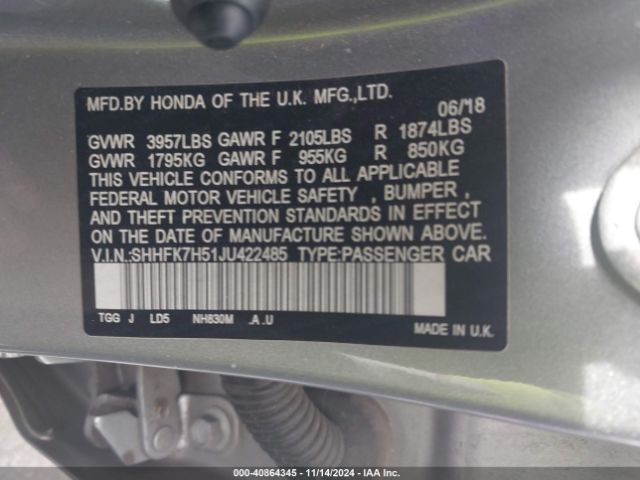 MFD.BY HONDA OF THE U.K. MFG.,LTD.
06/18
GVWR 3957LBS GAWR F 2105LBS R 1874LBS
GVWR 1795KG GAWR F 955KG R 850KG
THIS VEHICLE CONFORMS TO ALL APPLICABLE
FEDERAL MOTOR VEHICLE SAFETY , BUMPER ,
AND THEFT PREVENTION STANDARDS IN EFFECT
ON THE DATE OF MANUFACTURE SHOWN ABOVE.
V.I.N.:SHHFK7H51JU422485 TYPE:PASSENGER CAR
TGG J LD5 NH830M .A .U
MADE IN U.K.
000-40864345 | 11/14/2024 | IAA Inc.